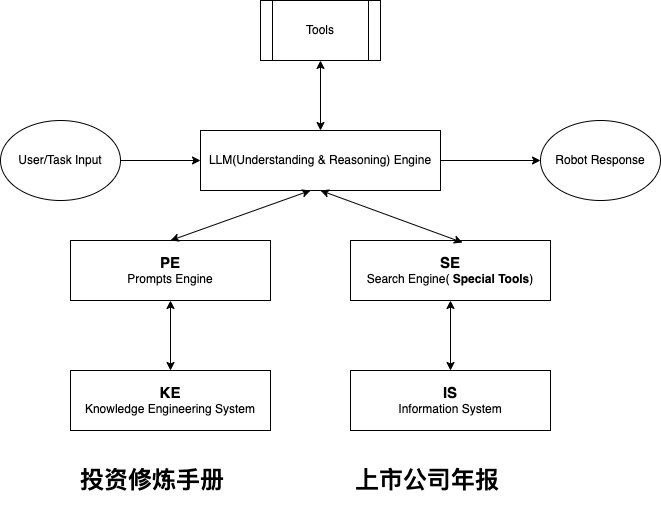 Tools
User/Task Input
LLM(Understanding & Reasoning) Engine
Robot Response
PE
Prompts Engine
SE
Search Engine( Special Tools)
KE
Knowledge Engineering System
IS
Information System
投资修炼手册
上市公司年报